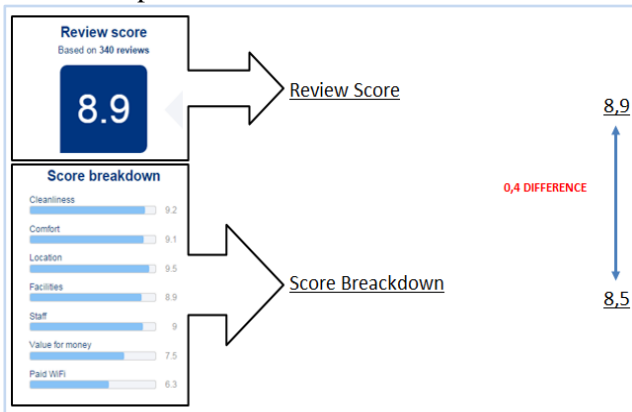 Review score
Based on 340 reviews
8.9
Review Score
8,9
0,4 DIFFERENCE
Score breakdown
Cleanliness
9.2
Comfort
9.1
Location
9.5
Facilities
8.9
Staff
9
Value for money
7.5
Paid WiFi
6.3
Score Breackdown
8,5